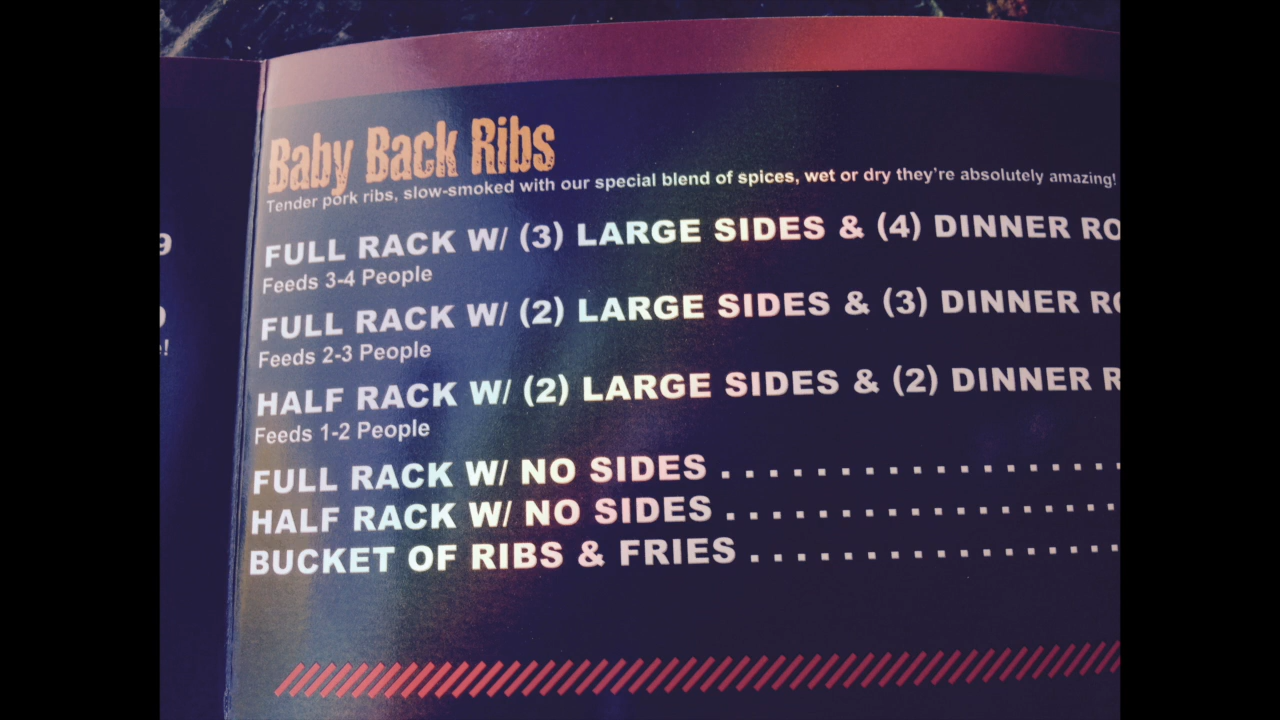 Baby Back Ribs
Tender pork ribs, slow-smoked with our special blend of spices, wet or dry they're absolutely amazing!
FULL RACK W/ (3) LARGE SIDES & (4) DINNER RO
Feeds 3-4 People
FULL RACK W/ (2) LARGE SIDES & (3) DINNER RO
Feeds 2-3 People
HALF RACK W/ (2) LARGE SIDES & (2) DINNER R
Feeds 1-2 People
FULL RACK W/ NO SIDES . . . . . . . . . . . . . . . . . .
HALF RACK W/ NO SIDES . . . . . . . . . . . . . . . . . .
BUCKET OF RIBS & FRIES . . . . . . . . . . . . . . . . .